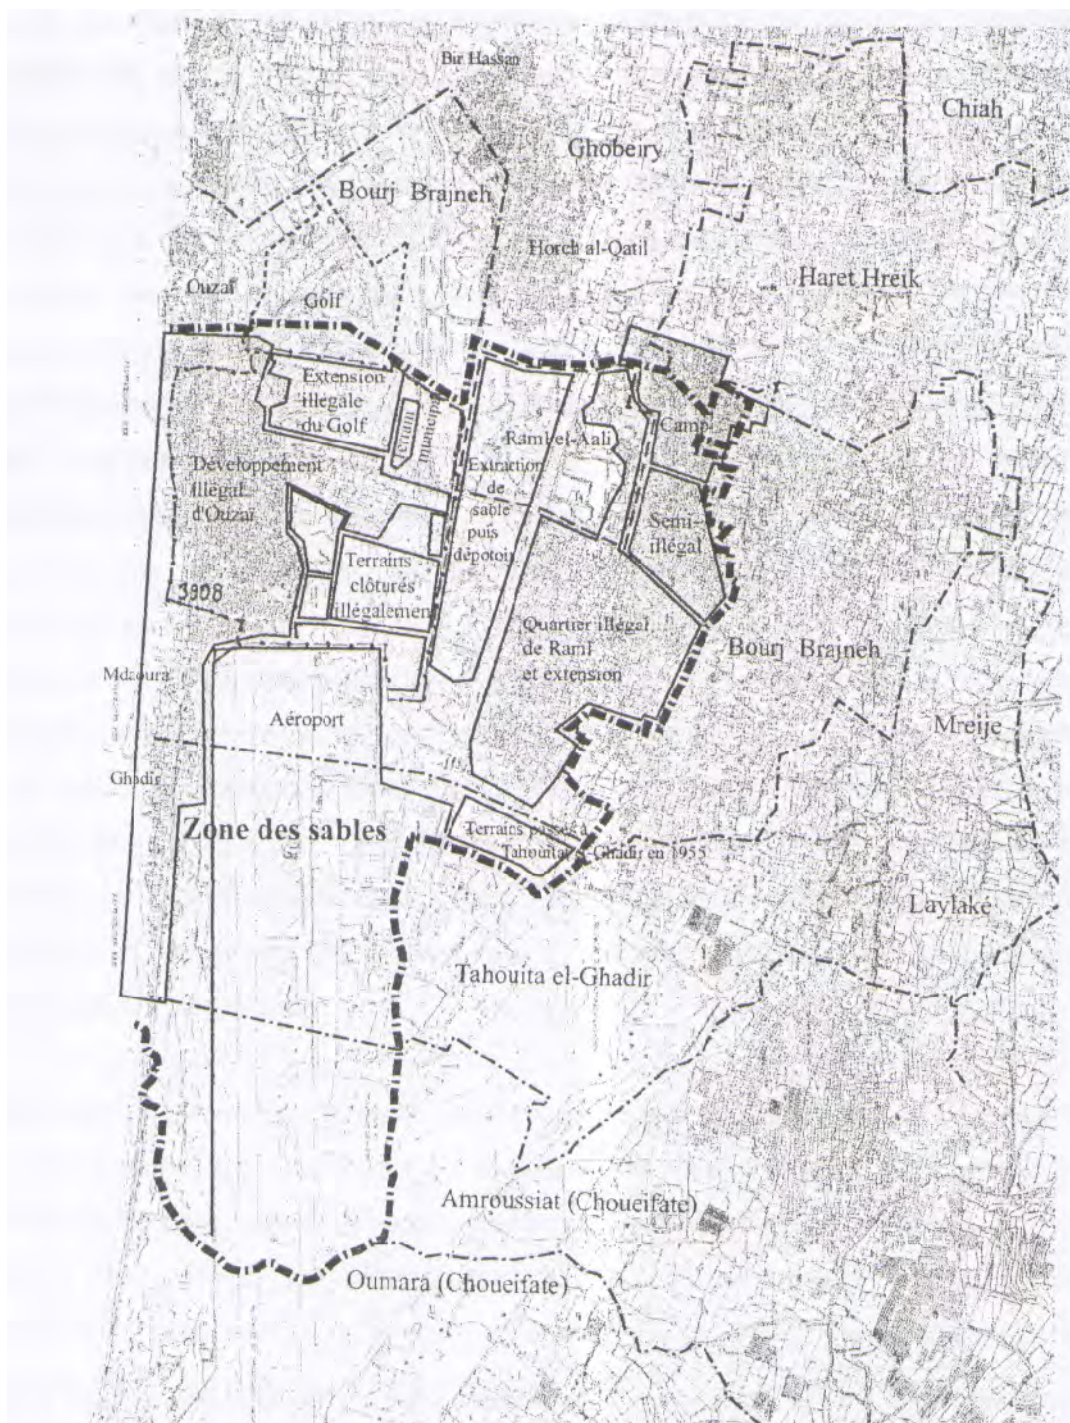 Bir Hassan
Chiah
Ghobeiry
Bourj Brajneh
Horch al-Qatil
Haret Hreik
Ouzaï
Golf
Extension
illégale
du Golf
Terrain
municipal
Camp
Raml el-Aali
Extraction
de
sable
puis
dépotoir
Développement
illégal
d'Ouzaï
Semi-
illégal
Terrains
clôturés
illégalement
3908
Quartier illégal
de Raml
et extension
Bourj Brajneh
Mdaoura
Aéroport
Mreije
Ghadir
Zone des sables
Terrains passés à
Tahouitat el-Ghadir en 1955
Laylaké
Tahouita el-Ghadir
Amroussiat (Choueifate)
Oumara (Choueifate)